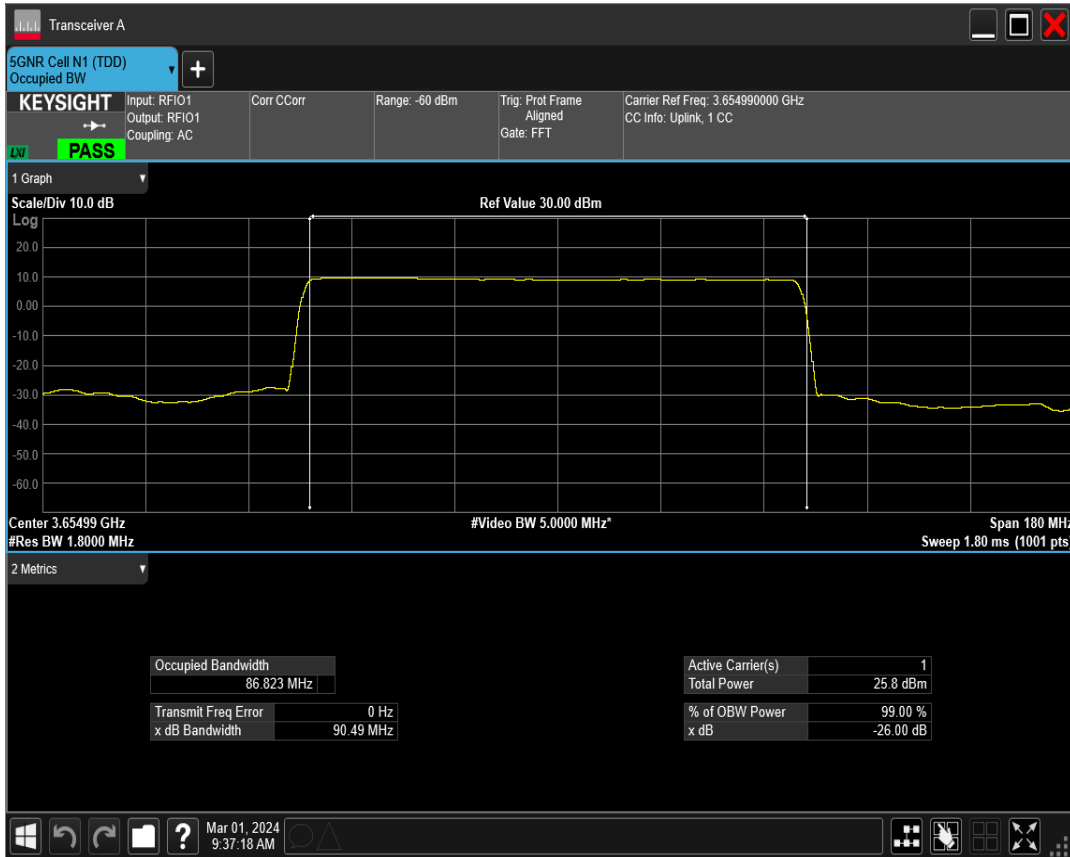 Transceiver A
5GNR Cell N1 (TDD)
Occupied BW
+
KEYSIGHT
LXI
PASS
Input: RFIO1
Output: RFIO1
Coupling: AC
Corr CCorr
Range: -60 dBm
Trig: Prot Frame
Aligned
Gate: FFT
Carrier Ref Freq: 3.654990000 GHz
CC Info: Uplink, 1 CC
1 Graph
Scale/Div 10.0 dB
Ref Value 30.00 dBm
Log
20.0
10.0
0.00
-10.0
-20.0
-30.0
-40.0
-50.0
-60.0
Center 3.65499 GHz
#Video BW 5.0000 MHz*
Span 180 MHz
#Res BW 1.8000 MHz
Sweep 1.80 ms (1001 pts)
2 Metrics
Occupied Bandwidth
86.823 MHz
Transmit Freq Error 0 Hz
x dB Bandwidth 90.49 MHz
Active Carrier(s) 1
Total Power 25.8 dBm
% of OBW Power 99.00 %
x dB -26.00 dB
?
Mar 01, 2024
9:37:18 AM